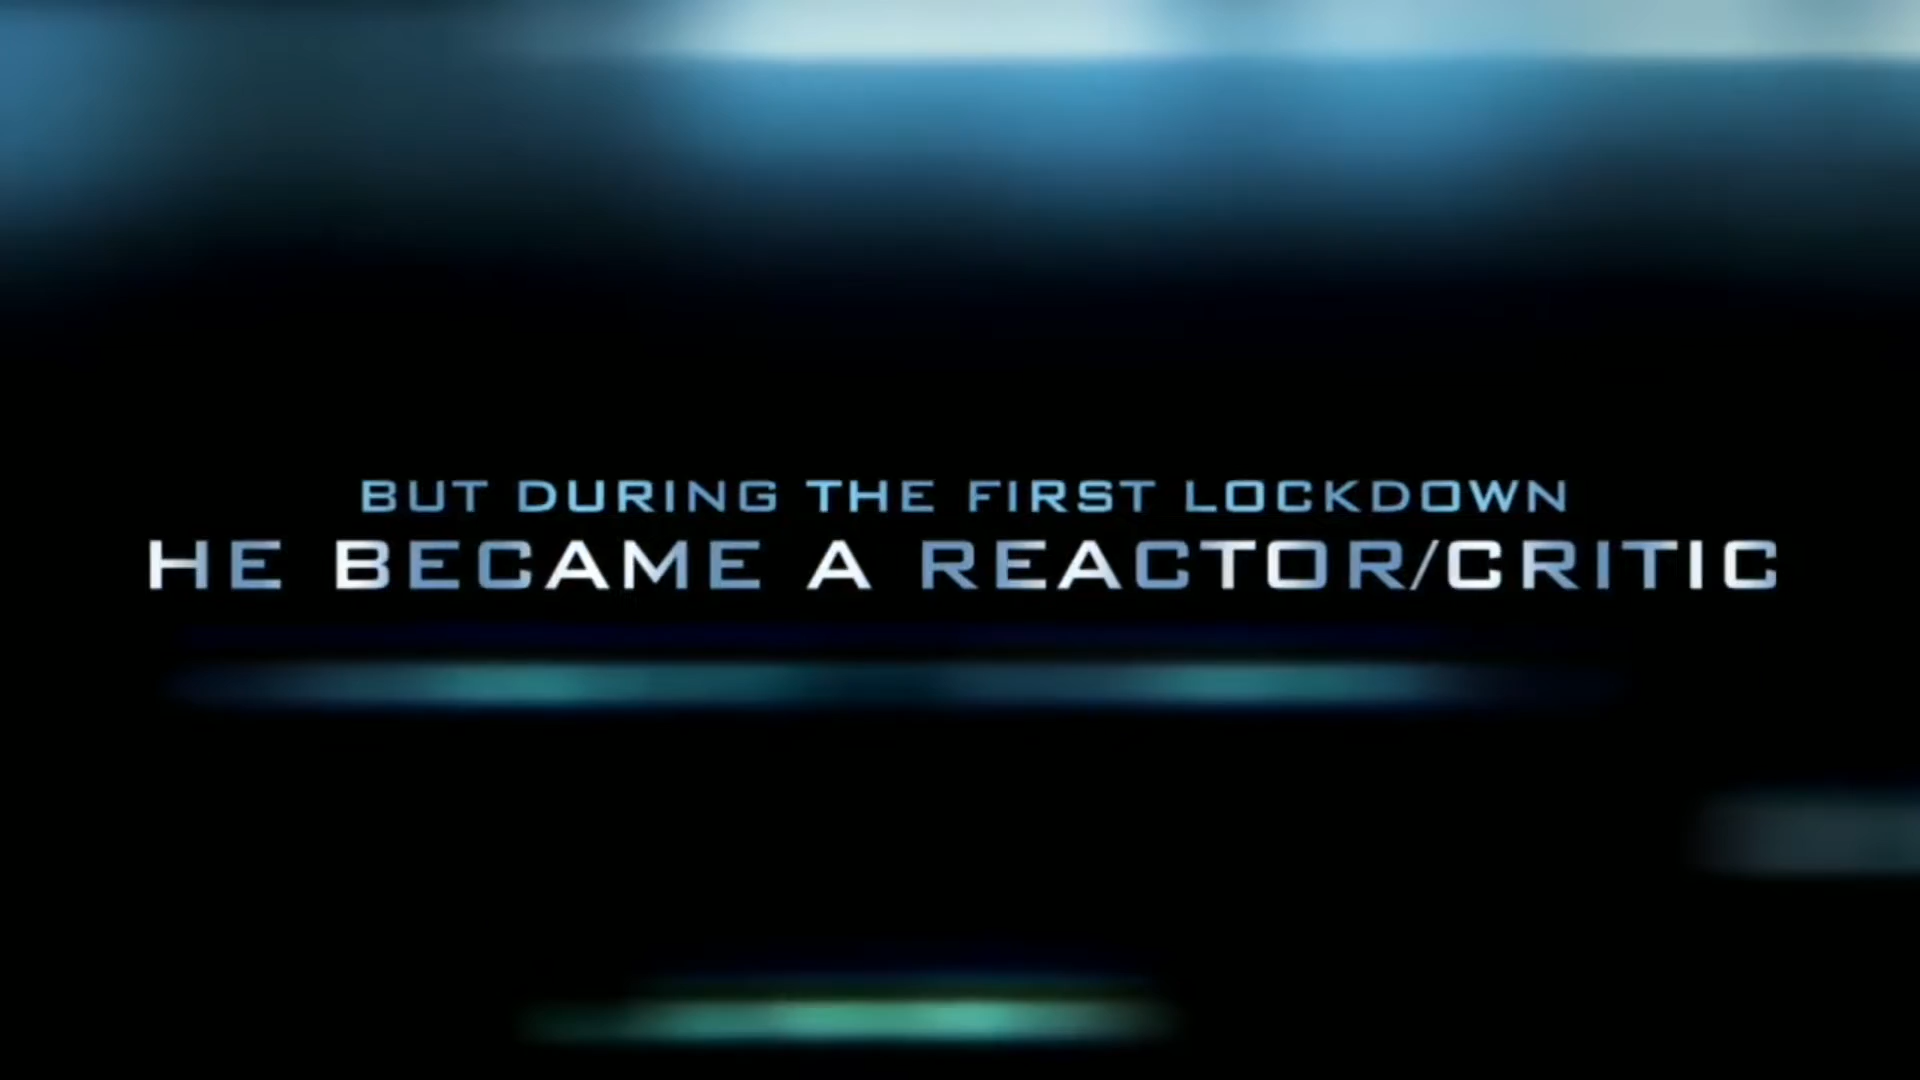 BUT DURING THE FIRST LOCKDOWN
HE BECAME A REACTOR/CRITIC